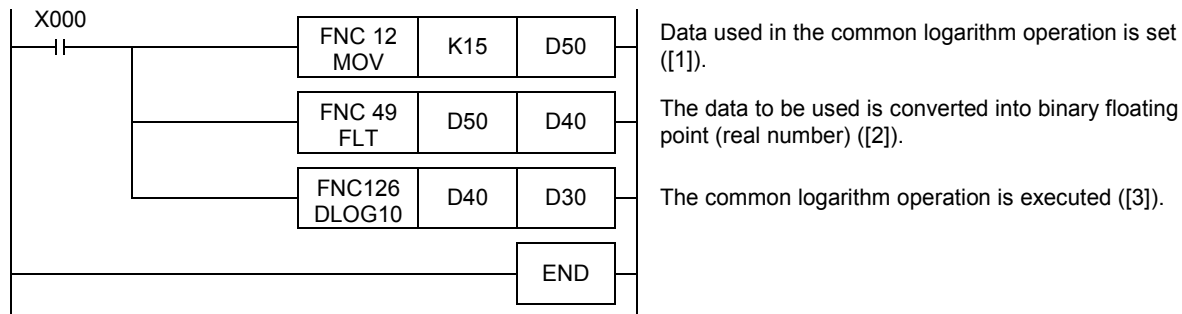 X000
FNC 12 MOV K15 D50
Data used in the common logarithm operation is set
([1]).
FNC 49 FLT D50 D40
The data to be used is converted into binary floating
point (real number) ([2]).
FNC126 DLOG10 D40 D30
The common logarithm operation is executed ([3]).
END